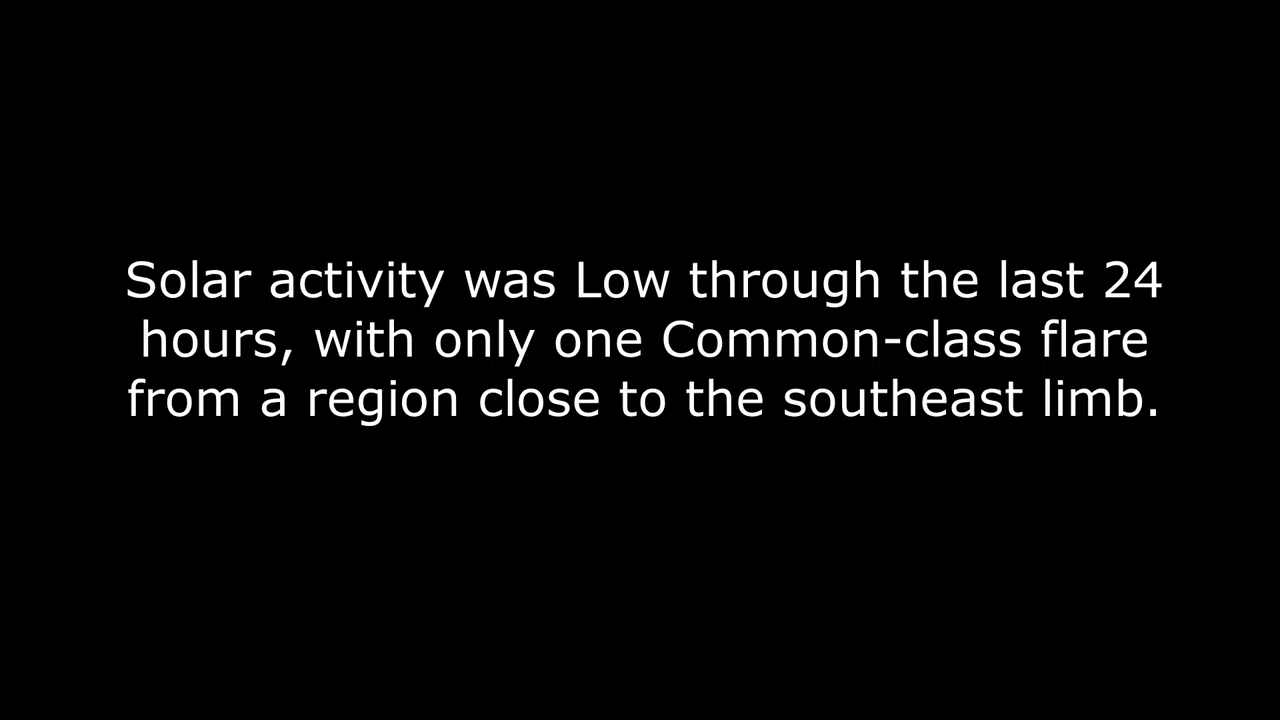 Solar activity was Low through the last 24
hours, with only one Common-class flare
from a region close to the southeast limb.